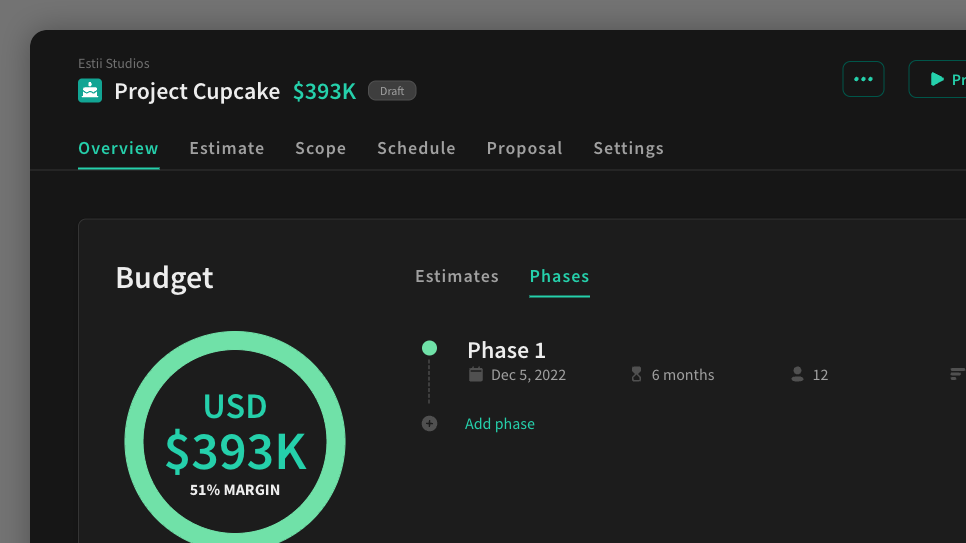 Estii Studios
Project Cupcake $393K Draft
Pr
Overview Estimate Scope Schedule Proposal Settings
Budget
Estimates Phases
USD
$393K
51% MARGIN
Phase 1
Dec 5, 2022 6 months 12
Add phase